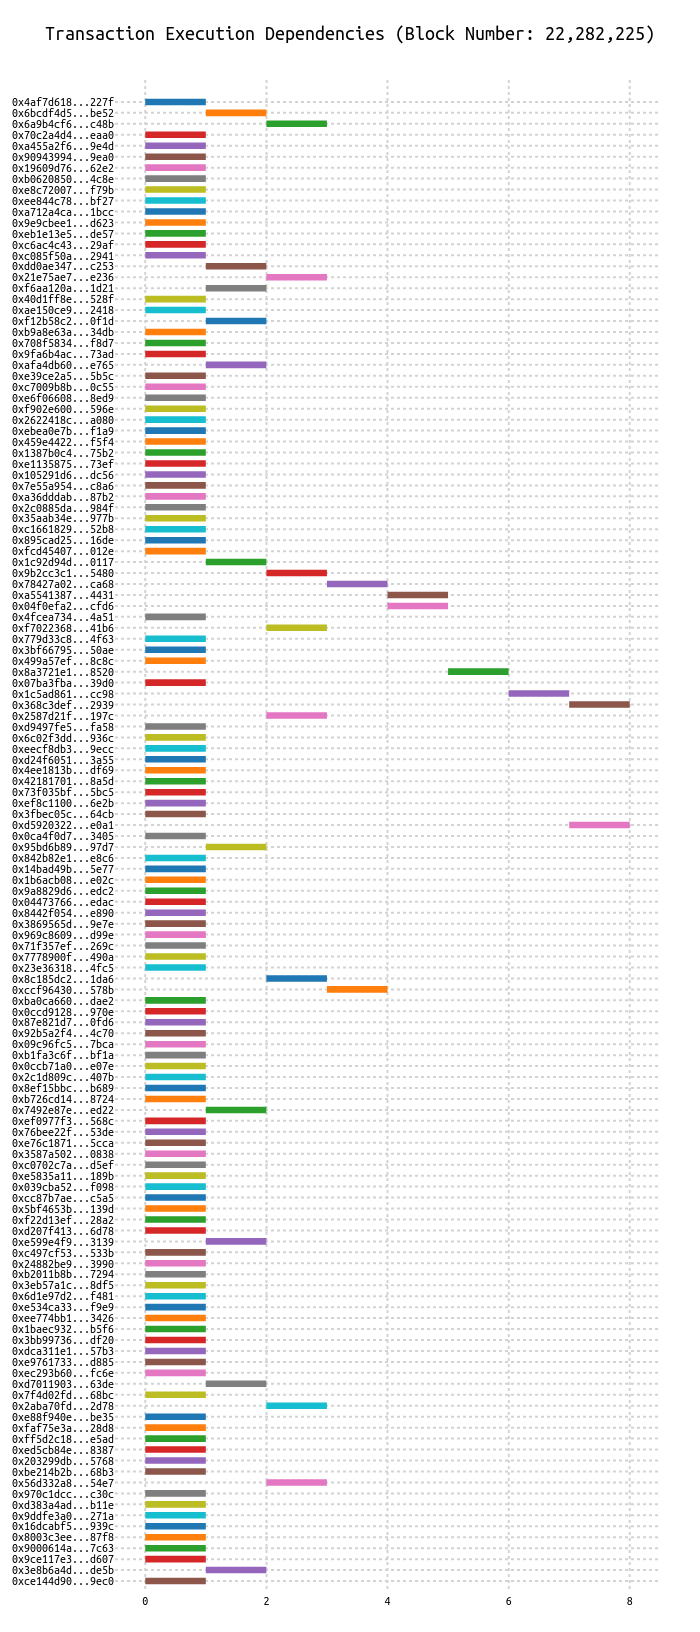 Transaction Execution Dependencies (Block Number: 22,282,225)
0x4af7d618...227f
0x6bcdf4d5...be52
0x6a9b4cf6...c48b
0x70c2a4d4...eaa0
0xa455a2f6...9e4d
0x90943994...9ea0
0x19609d76...62e2
0xb0620850...4c8e
0xe8c72007...f79b
0xee844c78...bf27
0xa712a4ca...1bcc
0x9e9cbee1...d623
0xeb1e13e5...de57
0xc6ac4c43...29af
0xc085f50a...2941
0xdd0ae347...c253
0x21e75ae7...e236
0xf6aa120a...1d21
0x40d1ff8e...528f
0xae150ce9...2418
0xf12b58c2...0f1d
0xb9a8e63a...34db
0x708f5834...f8d7
0x9fa6b4ac...73ad
0xafa4db60...e765
0xe39ce2a5...5b5c
0xc7009b8b...0c55
0xe6f06608...8ed9
0xf902e600...596e
0x2622418c...a080
0xebea0e7b...f1a9
0x459e4422...f5f4
0x1387b0c4...75b2
0xe1135875...73ef
0x105291d6...dc56
0x7e55a954...c8a6
0xa36dddab...87b2
0x2c0885da...984f
0x35aab34e...977b
0xc1661829...52b8
0x895cad25...16de
0xfcd45407...012e
0x1c92d94d...0117
0x9b2cc3c1...5480
0x78427a02...ca68
0xa5541387...4431
0x04f0efa2...cfd6
0x4fcea734...4a51
0xf7022368...41b6
0x779d33c8...4f63
0x3bf66795...50ae
0x499a57ef...8c8c
0x8a3721e1...8520
0x07ba3fba...39d0
0x1c5ad861...cc98
0x368c3def...2939
0x2587d21f...197c
0xd9497fe5...fa58
0x6c02f3dd...936c
0xeecf8db3...9ecc
0xd24f6051...3a55
0x4ee1813b...df69
0x42181701...8a5d
0x73f035bf...5bc5
0xef8c1100...6e2b
0x3fbec05c...64cb
0xd5920322...e0a1
0x0ca4f0d7...3405
0x95bd6b89...97d7
0x842b82e1...e8c6
0x14bad49b...5e77
0x1b6acb08...e02c
0x9a8829d6...edc2
0x04473766...edac
0x8442f054...e890
0x3869565d...9e7e
0x969c8609...d99e
0x71f357ef...269c
0x7778900f...490a
0x23e36318...4fc5
0x8c185dc2...1da6
0xccf96430...578b
0xba0ca660...dae2
0x0ccd9128...970e
0x87e821d7...0fd6
0x92b5a2f4...4c70
0x09c96fc5...7bca
0xb1fa3c6f...bf1a
0x0ccb71a0...e07e
0x2c1d809c...407b
0x8ef15bbc...b689
0xb726cd14...8724
0x7492e87e...ed22
0xef0977f3...568c
0x76bee22f...53de
0xe76c1871...5cca
0x3587a502...0838
0xc0702c7a...d5ef
0xe5835a11...189b
0x039cba52...f098
0xcc87b7ae...c5a5
0x5bf4653b...139d
0xf22d13ef...28a2
0xd207f413...6d78
0xe599e4f9...3139
0xc497cf53...533b
0x24882be9...3990
0xb2011b8b...7294
0x3eb57a1c...8df5
0x6d1e97d2...f481
0xe534ca33...f9e9
0xee774bb1...3426
0x1baec932...b5f6
0x3bb99736...df20
0xdca311e1...57b3
0xe9761733...d885
0xec293b60...fc6e
0xd7011903...63de
0x7f4d02fd...68bc
0x2aba70fd...2d78
0xe88f940e...be35
0xfaf75e3a...28d8
0xff5d2c18...e5ad
0xed5cb84e...8387
0x203299db...5768
0xbe214b2b...68b3
0x56d332a8...54e7
0x970c1dcc...c30c
0xd383a4ad...b11e
0x9ddfe3a0...271a
0x16dcabf5...939c
0x8003c3ee...87f8
0x9000614a...7c63
0x9ce117e3...d607
0x3e8b6a4d...de5b
0xce144d90...9ec0
0 2 4 6 8